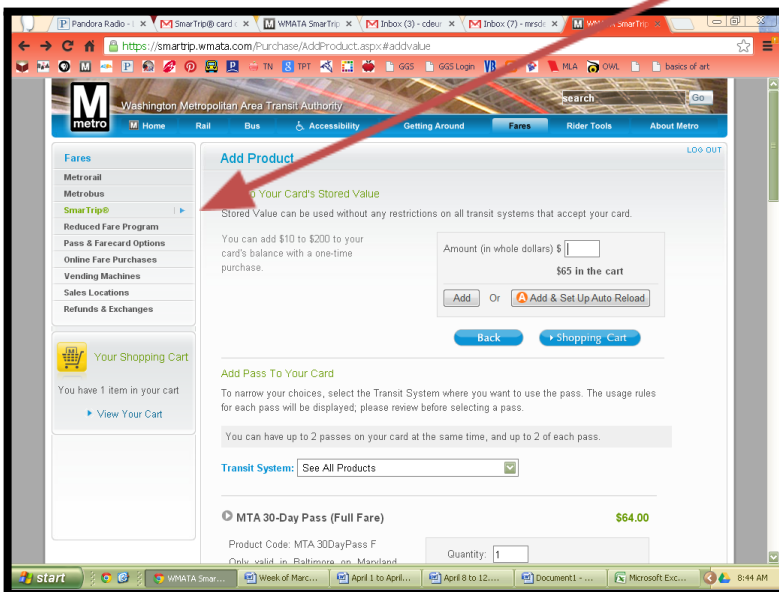 Pandora Radio - L
MSmarTrip® card
WMATA SmarTrip:
Inbox (3) - cdeur
Inbox (7) - mrsde
WMATA SmarTrip
https://smartrip.wmata.com/Purchase/AddProduct.aspx#addvalue
TN
TPT
GGS
GGS Login
VB
MLA
OWL
basics of art
M
metro
Washington Metropolitan Area Transit Authority
search
Go
Home
Rail
Bus
Accessibility
Getting Around
Fares
Rider Tools
About Metro
LOG OUT
Fares
Metrorail
Metrobus
SmarTrip®
Reduced Fare Program
Pass & Farecard Options
Online Fare Purchases
Vending Machines
Sales Locations
Refunds & Exchanges
Your Shopping Cart
You have 1 item in your cart
View Your Cart
Add Product
Your Card's Stored Value
Stored Value can be used without any restrictions on all transit systems that accept your card.
You can add $10 to $200 to your
card's balance with a one-time
purchase.
Amount (in whole dollars) $
$65 in the cart
Add Or Add & Set Up Auto Reload
Back
Shopping Cart
Add Pass To Your Card
To narrow your choices, select the Transit System where you want to use the pass. The usage rules
for each pass will be displayed; please review before selecting a pass.
You can have up to 2 passes on your card at the same time, and up to 2 of each pass.
Transit System: See All Products
MTA 30-Day Pass (Full Fare) $64.00
Product Code: MTA 30DayPass F
Only valid in Baltimore on Maryland
Quantity: 1
start
WMATA Smar...
Week of Marc...
April 1 to April...
April 8 to 12....
Document1 - ...
Microsoft Exc...
8:44 AM